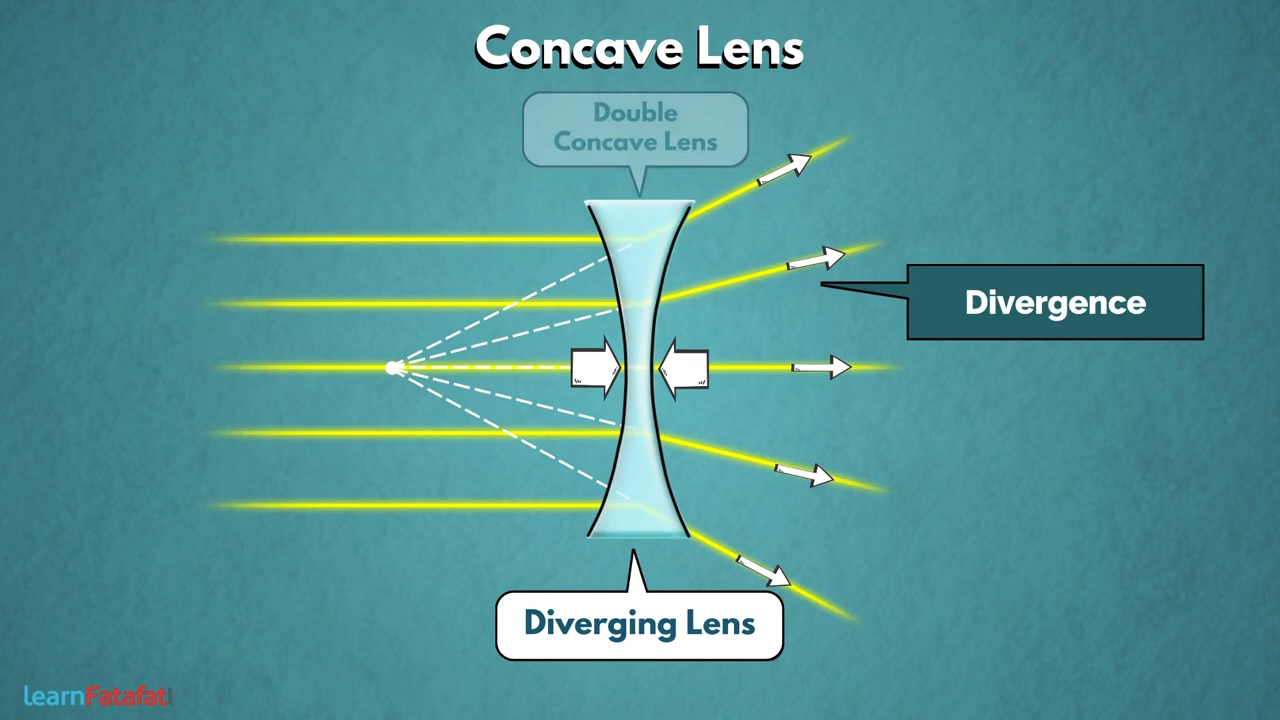 Concave Lens
Double
Concave Lens
Divergence
Diverging Lens
learnFatafat